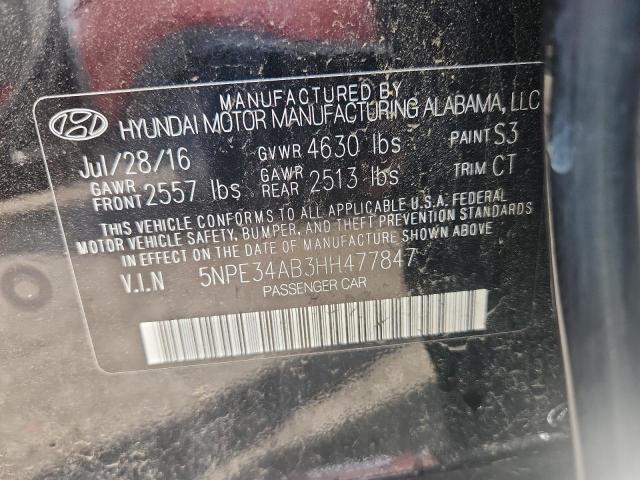 MANUFACTURED BY
HYUNDAI MOTOR MANUFACTURING ALABAMA, LLC
Jul/28/16 GVWR 4630 lbs PAINT S3
GAWR FRONT 2557 lbs GAWR REAR 2513 lbs TRIM CT
THIS VEHICLE CONFORMS TO ALL APPLICABLE U.S.A. FEDERAL
MOTOR VEHICLE SAFETY, BUMPER, AND THEFT PREVENTION STANDARDS
IN EFFECT ON THE DATE OF MANUFACTURE SHOWN ABOVE
V.I.N 5NPE34AB3HH477847
PASSENGER CAR